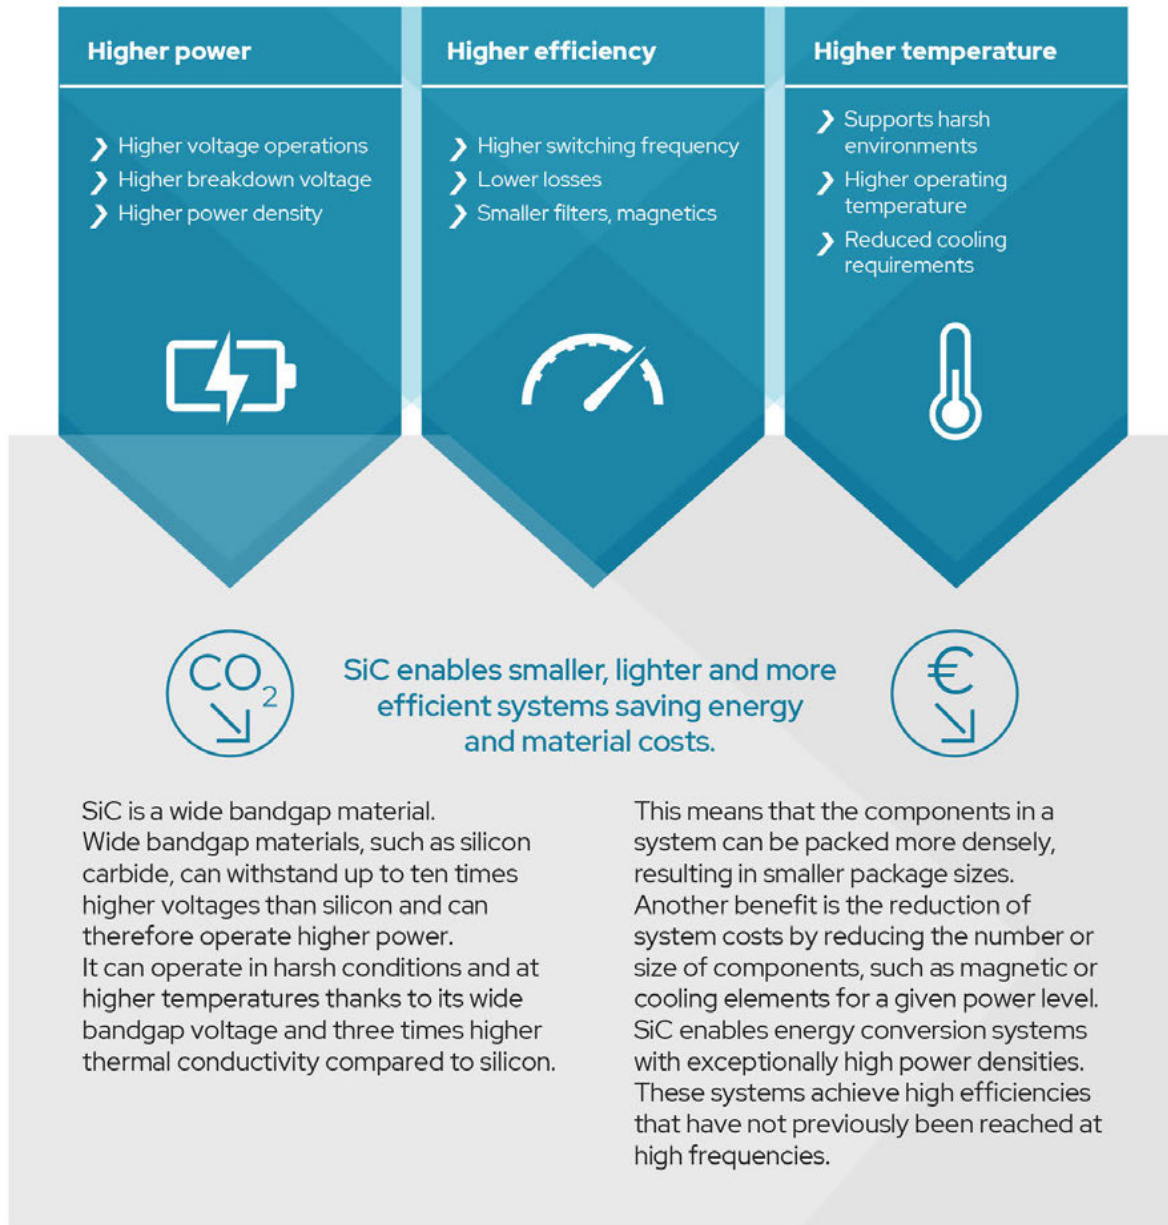 Higher power
Higher voltage operations
Higher breakdown voltage
Higher power density
Higher efficiency
Higher switching frequency
Lower losses
Smaller filters, magnetics
Higher temperature
Supports harsh
environments
Higher operating
temperature
Reduced cooling
requirements
CO₂
SiC enables smaller, lighter and more
efficient systems saving energy
and material costs.
€
SiC is a wide bandgap material.
Wide bandgap materials, such as silicon
carbide, can withstand up to ten times
higher voltages than silicon and can
therefore operate higher power.
It can operate in harsh conditions and at
higher temperatures thanks to its wide
bandgap voltage and three times higher
thermal conductivity compared to silicon.
This means that the components in a
system can be packed more densely,
resulting in smaller package sizes.
Another benefit is the reduction of
system costs by reducing the number or
size of components, such as magnetic or
cooling elements for a given power level.
SiC enables energy conversion systems
with exceptionally high power densities.
These systems achieve high efficiencies
that have not previously been reached at
high frequencies.